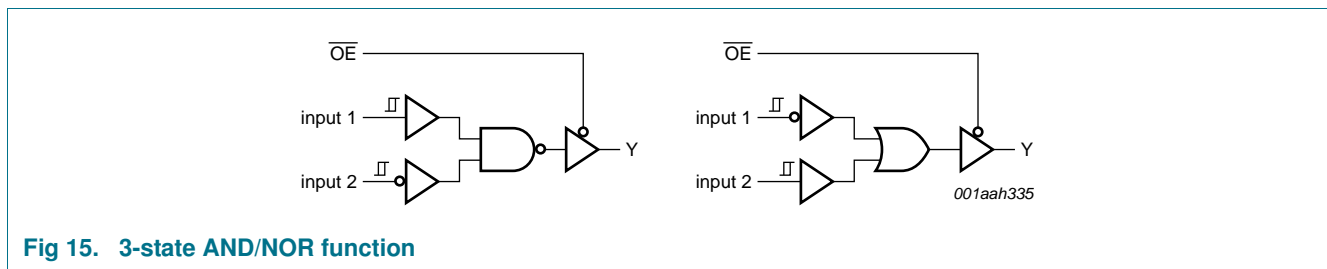 OE OE
input 1 input 1
Y Y
input 2 input 2
001aah335
Fig 15. 3-state AND/NOR function